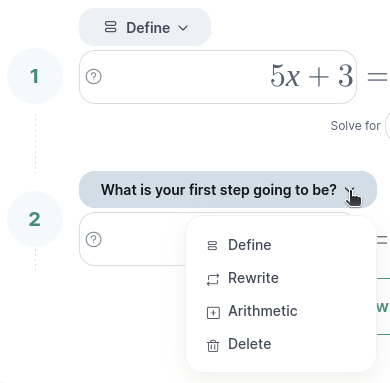 Define
1
5x + 3 =
Solve for
What is your first step going to be?
2
=
Define
Rewrite
W
Arithmetic
Delete